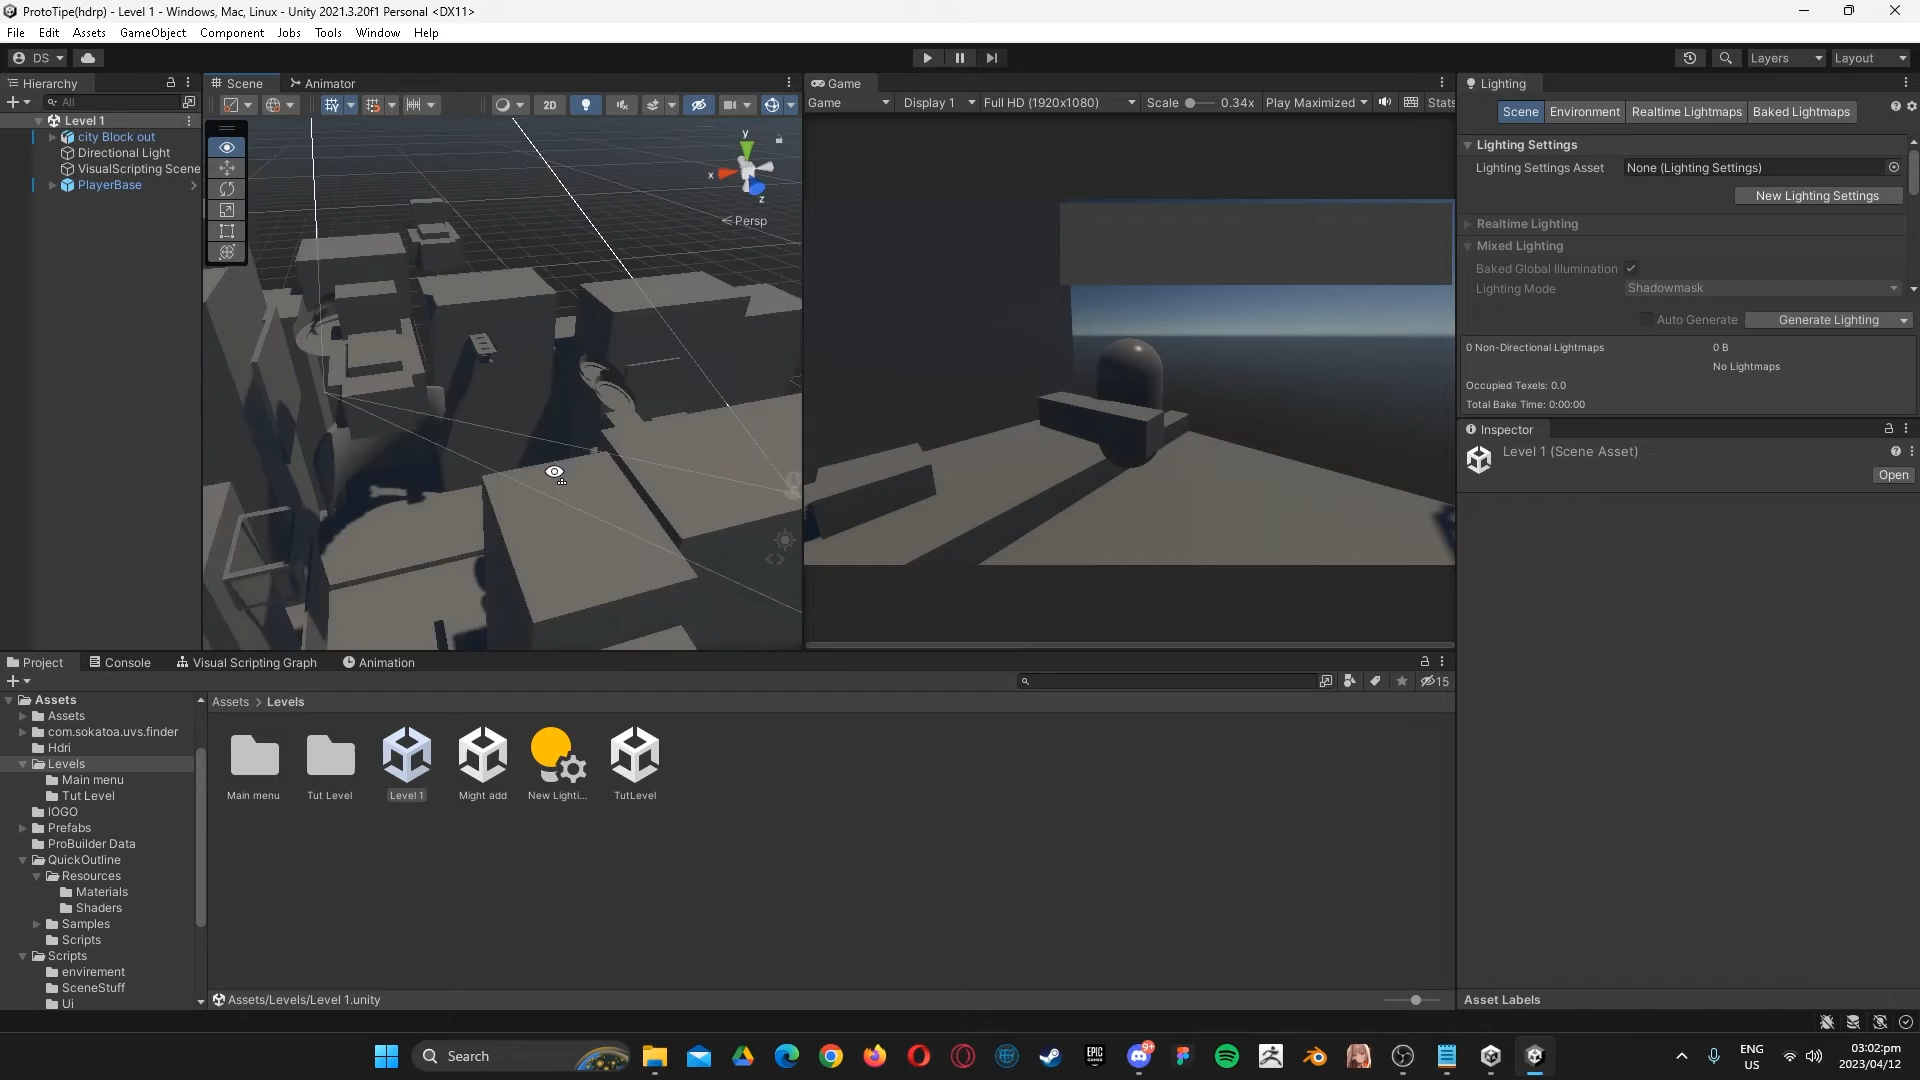 ProtoTipe(hdrp) - Level 1 - Windows, Mac, Linux - Unity 2021.3.20f1 Personal <DX11>
File Edit Assets GameObject Component Jobs Tools Window Help
DS Layers Layout
Hierarchy
All
Level 1
city Block out
Directional Light
VisualScripting Scene
PlayerBase
Scene Animator
2D
y
x
z
Persp
Game
Game Display 1 Full HD (1920x1080) Scale 0.34x Play Maximized Stats
Lighting
Scene Environment Realtime Lightmaps Baked Lightmaps
Lighting Settings
Lighting Settings Asset None (Lighting Settings)
New Lighting Settings
Realtime Lighting
Mixed Lighting
Baked Global Illumination
Lighting Mode Shadowmask
Auto Generate Generate Lighting
0 Non-Directional Lightmaps 0 B
No Lightmaps
Occupied Texels: 0.0
Total Bake Time: 0:00:00
Inspector
Level 1 (Scene Asset)
Open
Asset Labels
Project Console Visual Scripting Graph Animation
15
Assets
Assets
com.sokatoa.uvs.finder
Hdri
Levels
Main menu
Tut Level
lOGO
Prefabs
ProBuilder Data
QuickOutline
Resources
Materials
Shaders
Samples
Scripts
Scripts
envirement
SceneStuff
Ui
Assets > Levels
Main menu Tut Level Level 1 Might add New Lighti... TutLevel
Assets/Levels/Level 1.unity
Search
EPIC
GAMES
9+
ENG
US
03:02:pm
2023/04/12